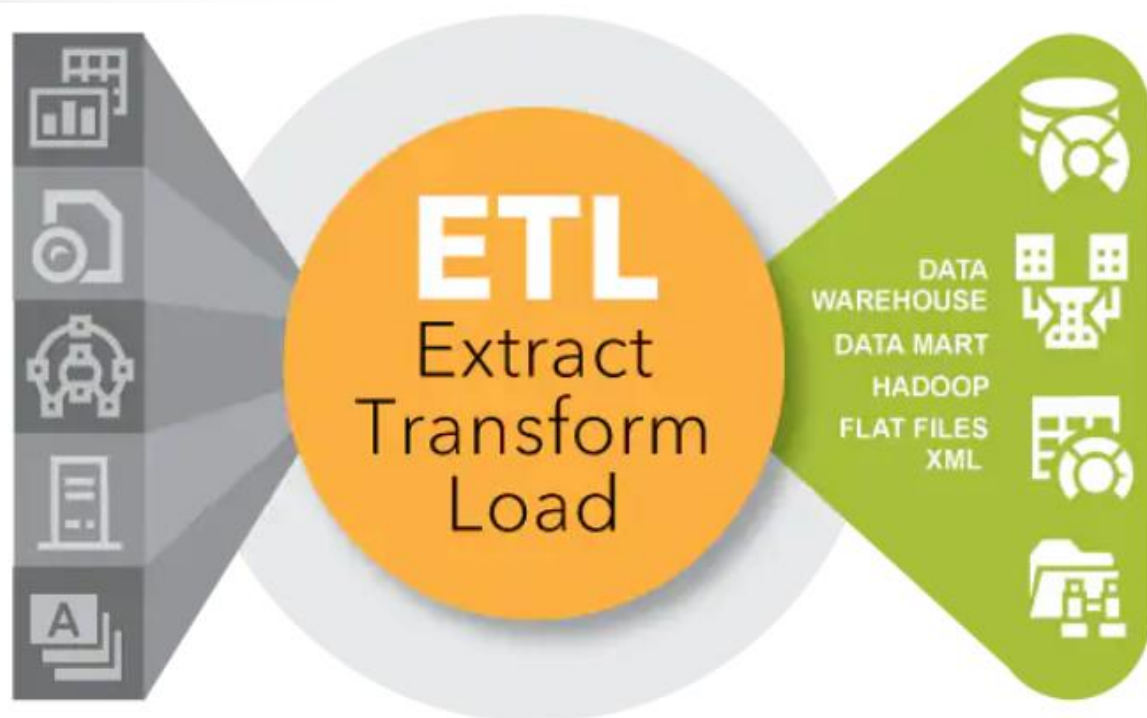 A
ETL
Extract
Transform
Load
DATA
WAREHOUSE
DATA MART
HADOOP
FLAT FILES
XML